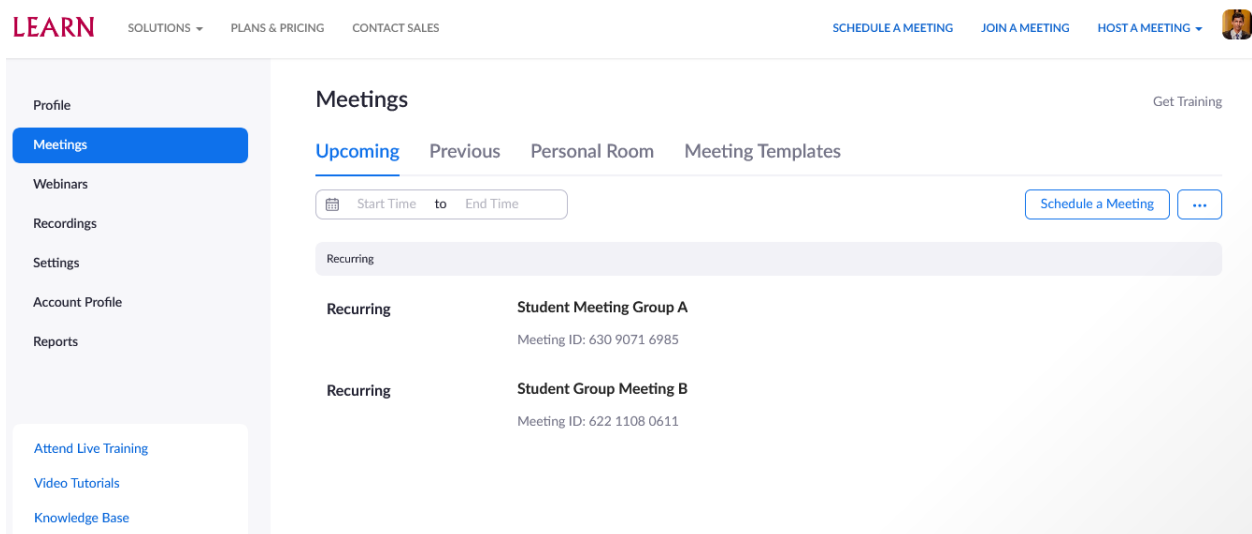 LEARN SOLUTIONS PLANS & PRICING CONTACT SALES SCHEDULE A MEETING JOIN A MEETING HOST A MEETING
Profile
Meetings
Webinars
Recordings
Settings
Account Profile
Reports
Attend Live Training
Video Tutorials
Knowledge Base
Meetings
Get Training
Upcoming Previous Personal Room Meeting Templates
Start Time to End Time
Schedule a Meeting ...
Recurring
Recurring Student Meeting Group A
Meeting ID: 630 9071 6985
Recurring Student Group Meeting B
Meeting ID: 622 1108 0611